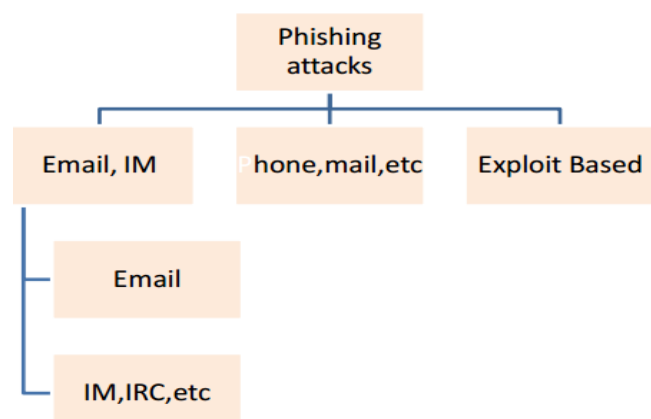 Phishing
attacks
Email, IM
Phone,mail,etc
Exploit Based
Email
IM,IRC,etc